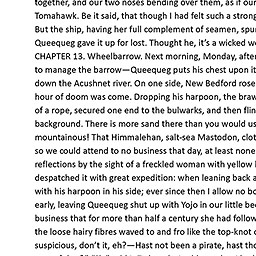 together, and our two noses bending over them, as if our
Tomahawk. Be it said, that though I had felt such a strong
But the ship, having her full complement of seamen, spu
Queequeg gave it up for lost. Thought he, it's a wicked w
CHAPTER 13. Wheelbarrow. Next morning, Monday, after
to manage the barrow—Queequeg puts his chest upon it
down the Acushnet river. On one side, New Bedford rose
hour of doom was come. Dropping his harpoon, the braw
of a rope, secured one end to the bulwarks, and then flin
background. There is more sand there than you would us
mountainous! That Himmalehan, salt-sea Mastodon, clot
so we could attend to no business that day, at least none
reflections by the sight of a freckled woman with yellow
despatched it with great expedition: when leaning back a
with his harpoon in his side; ever since then I allow no bo
early, leaving Queequeg shut up with Yojo in our little be
business that for more than half a century she had follow
the loose hairy fibres waved to and fro like the top-knot o
suspicious, don't it, eh?—Hast not been a pirate, hast tho